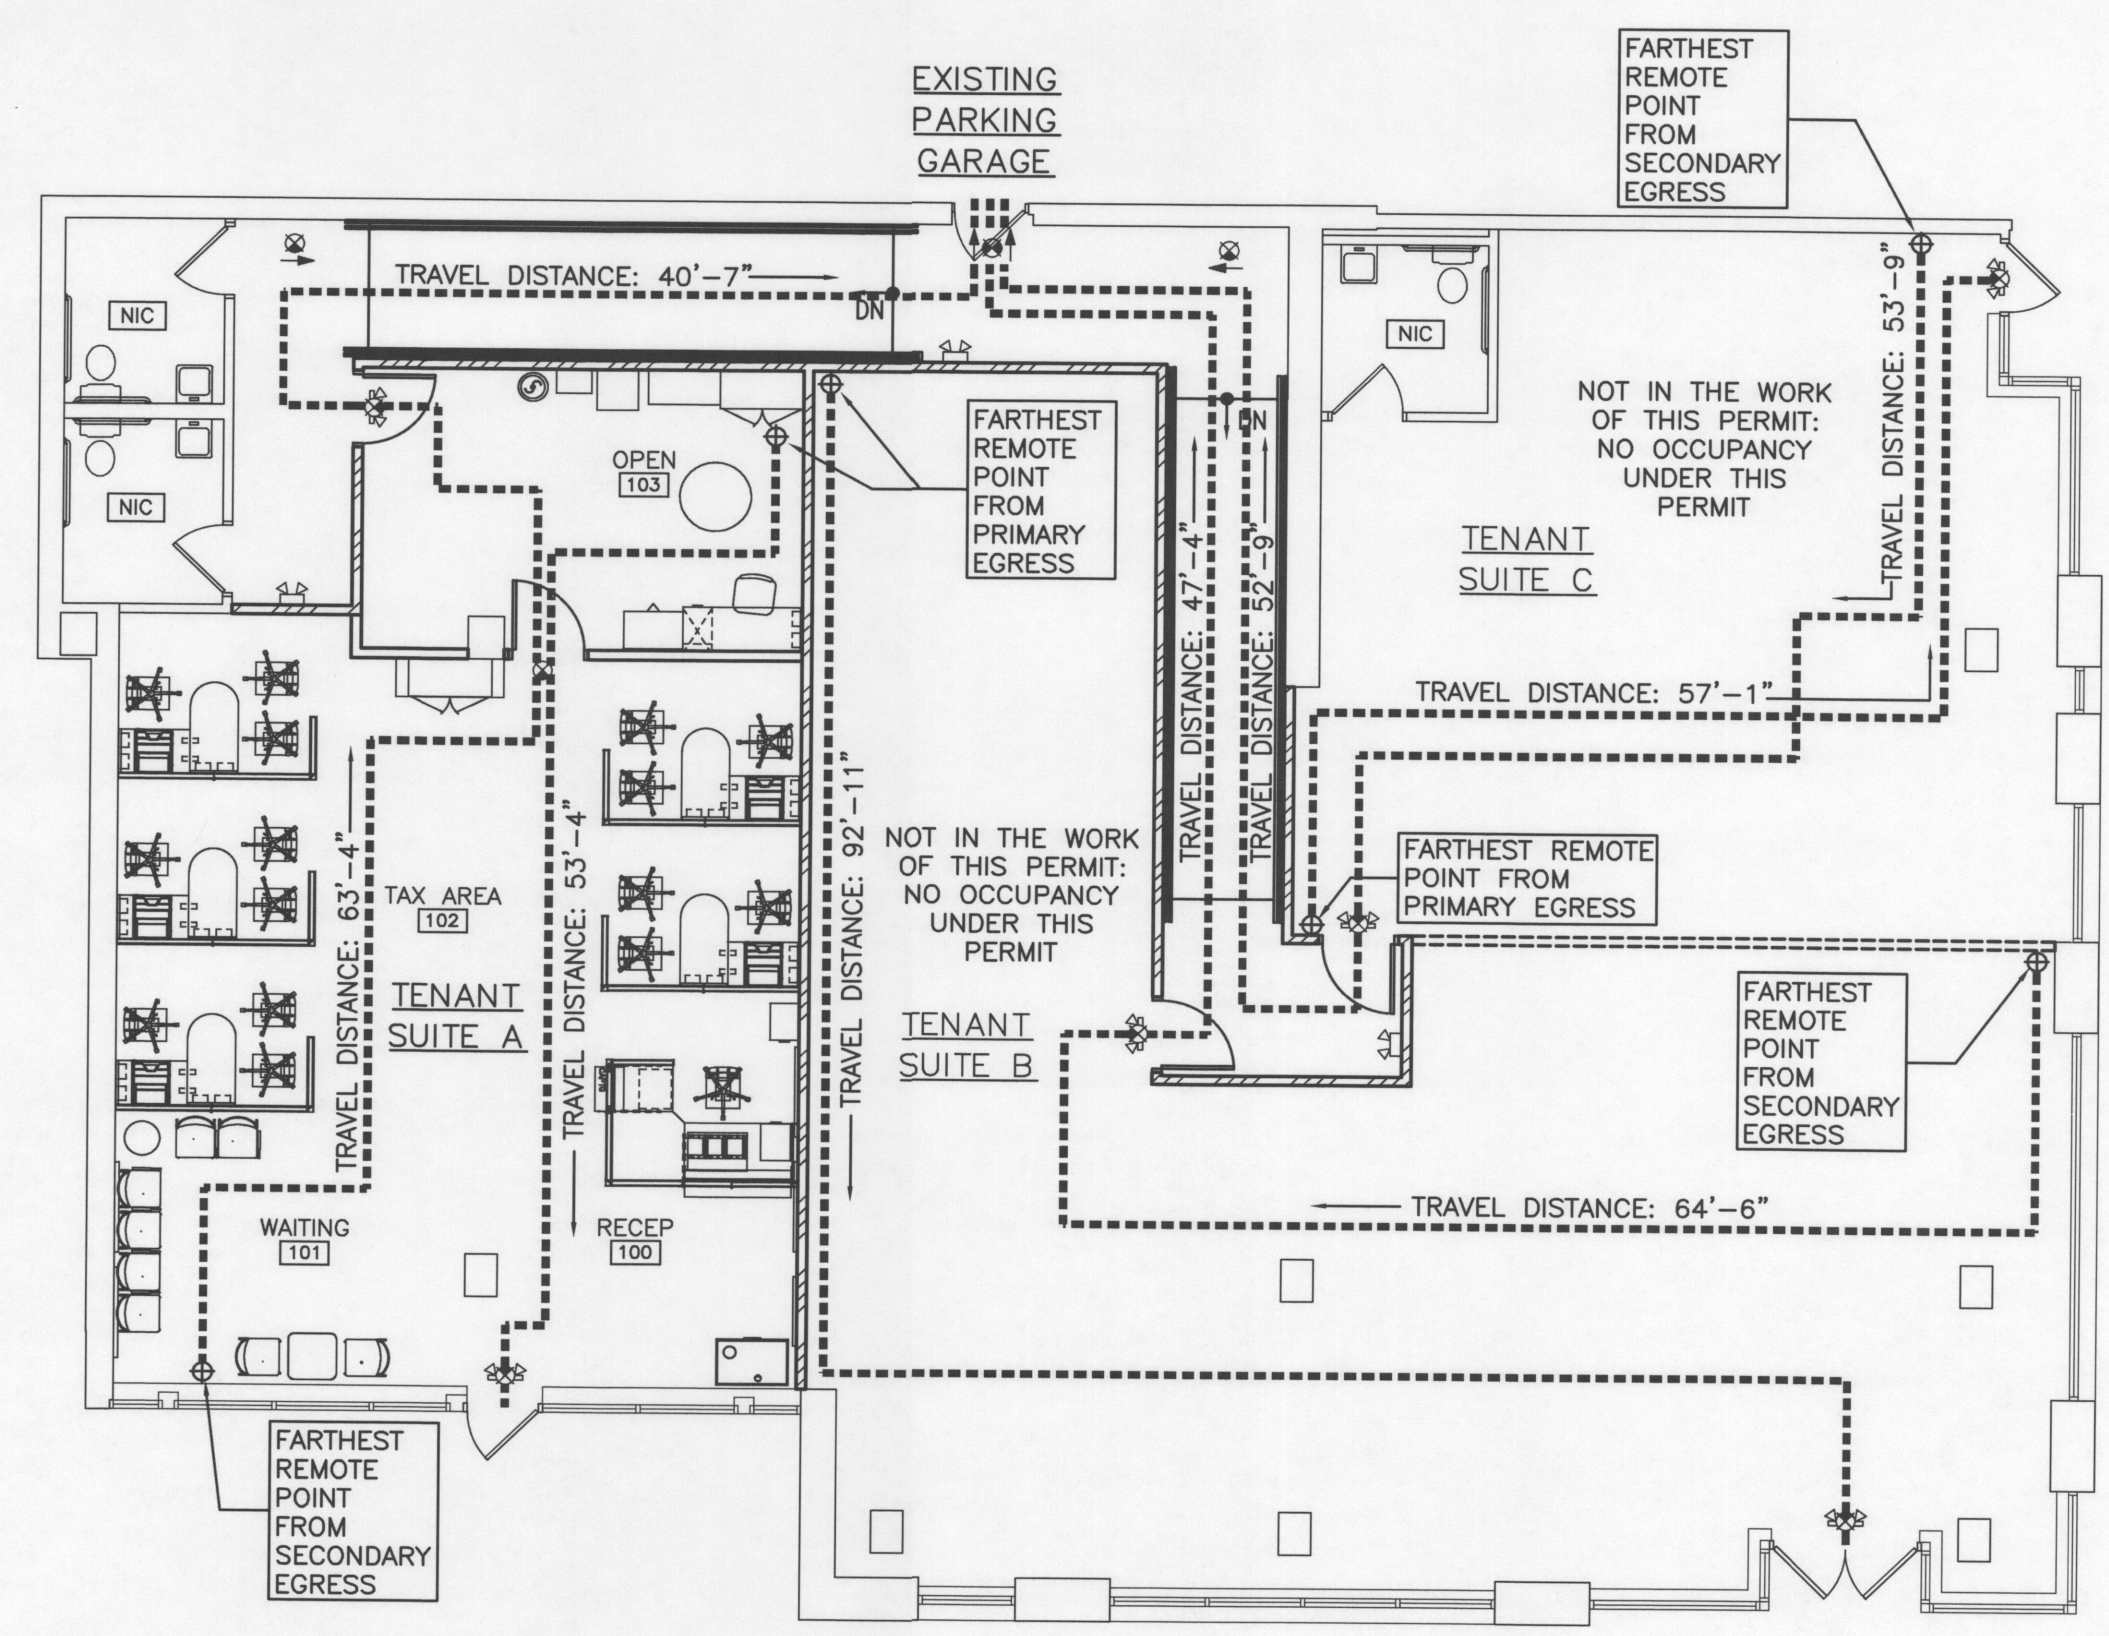 EXISTING
PARKING
GARAGE
FARTHEST
REMOTE
POINT
FROM
SECONDARY
EGRESS
TRAVEL DISTANCE: 40'-7"
DN
NIC
NIC
NIC
OPEN
103
FARTHEST
REMOTE
POINT
FROM
PRIMARY
EGRESS
DN
TRAVEL DISTANCE: 47'-4"
TRAVEL DISTANCE: 52'-9"
NOT IN THE WORK
OF THIS PERMIT:
NO OCCUPANCY
UNDER THIS
PERMIT
TENANT
SUITE C
TRAVEL DISTANCE: 53'-9"
TRAVEL DISTANCE: 57'-1"
FARTHEST REMOTE
POINT FROM
PRIMARY EGRESS
TRAVEL DISTANCE: 63'-4"
TAX AREA
102
TENANT
SUITE A
TRAVEL DISTANCE: 53'-4"
TRAVEL DISTANCE: 92'-11"
NOT IN THE WORK
OF THIS PERMIT:
NO OCCUPANCY
UNDER THIS
PERMIT
TENANT
SUITE B
FARTHEST
REMOTE
POINT
FROM
SECONDARY
EGRESS
TRAVEL DISTANCE: 64'-6"
WAITING
101
RECEP
100
FARTHEST
REMOTE
POINT
FROM
SECONDARY
EGRESS